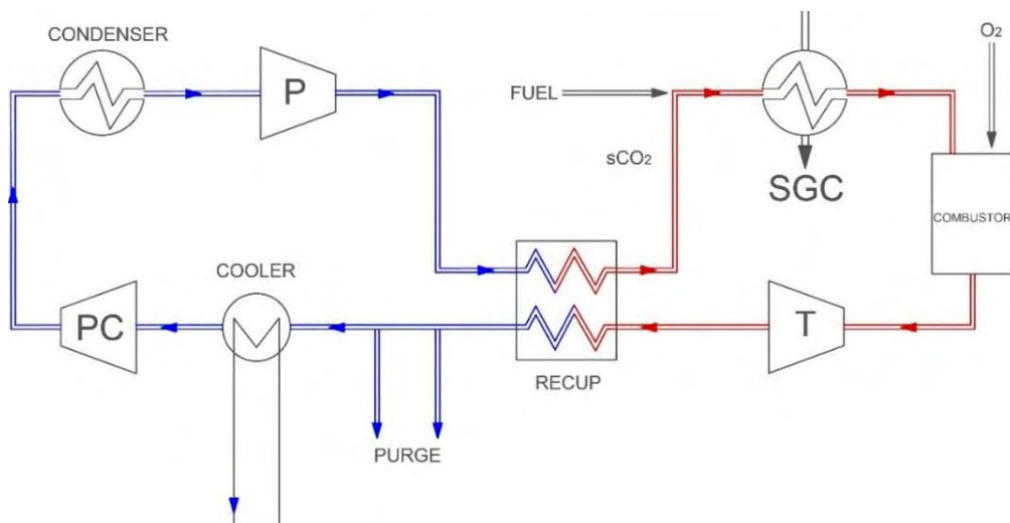 CONDENSER
P
FUEL
O₂
sCO₂
SGC
COMBUSTOR
COOLER
PC
T
RECUP
PURGE